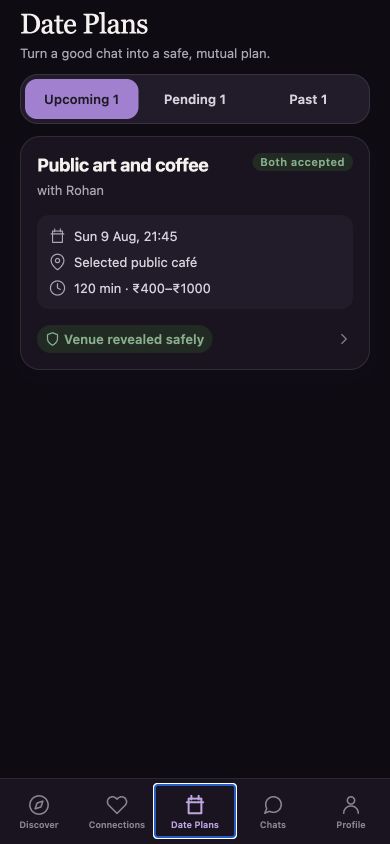 Date Plans
Turn a good chat into a safe, mutual plan.
Upcoming 1
Pending 1
Past 1
Public art and coffee
Both accepted
with Rohan
Sun 9 Aug, 21:45
Selected public café
120 min · ₹400–₹1000
Venue revealed safely
Discover
Connections
Date Plans
Chats
Profile